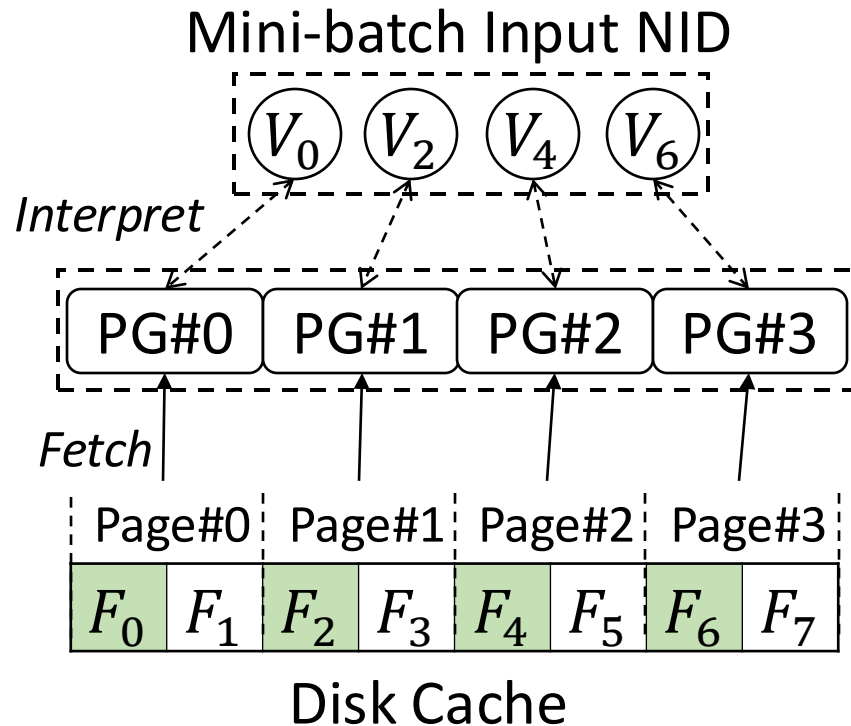 Mini-batch Input NID
V₀ V₂ V₄ V₆
Interpret
PG#0 PG#1 PG#2 PG#3
Fetch
Page#0 Page#1 Page#2 Page#3
F₀ F₁ F₂ F₃ F₄ F₅ F₆ F₇
Disk Cache